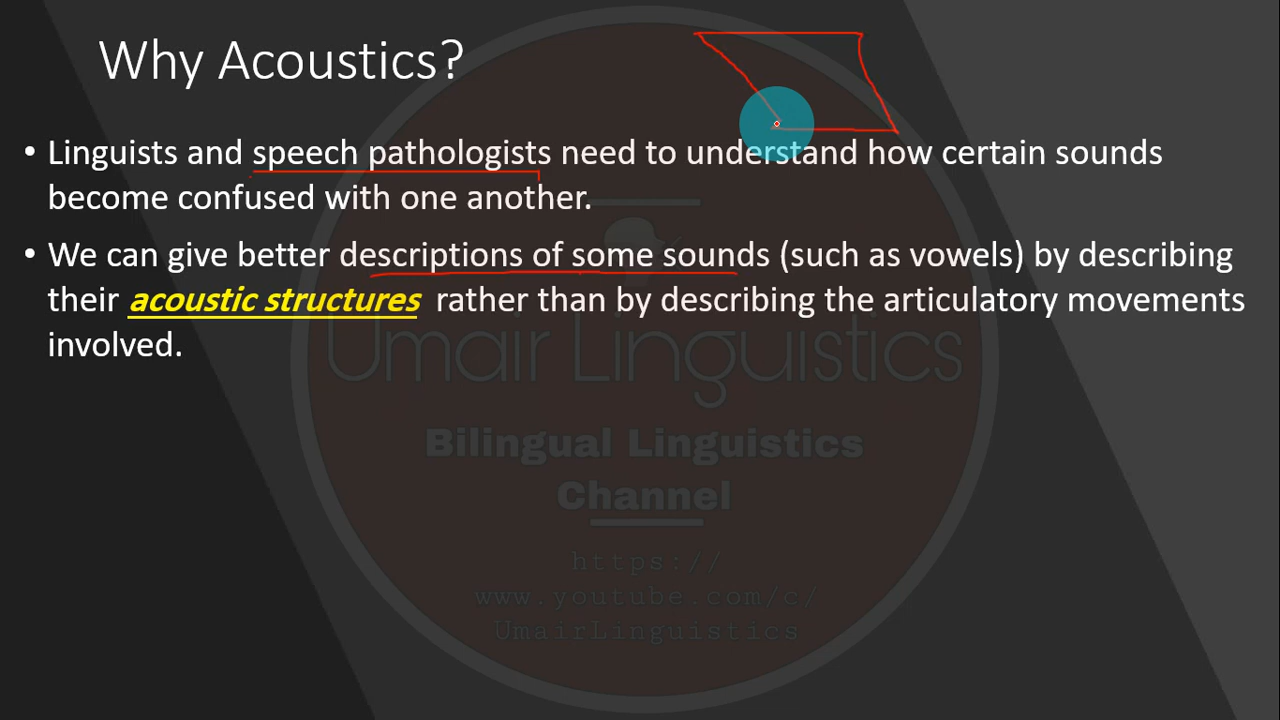 Why Acoustics?
• Linguists and speech pathologists need to understand how certain sounds
become confused with one another.
• We can give better descriptions of some sounds (such as vowels) by describing
their acoustic structures rather than by describing the articulatory movements
involved.
Umair Linguistics
Bilingual Linguistics
Channel
https://
www.youtube.com/c/
UmairLinguistics